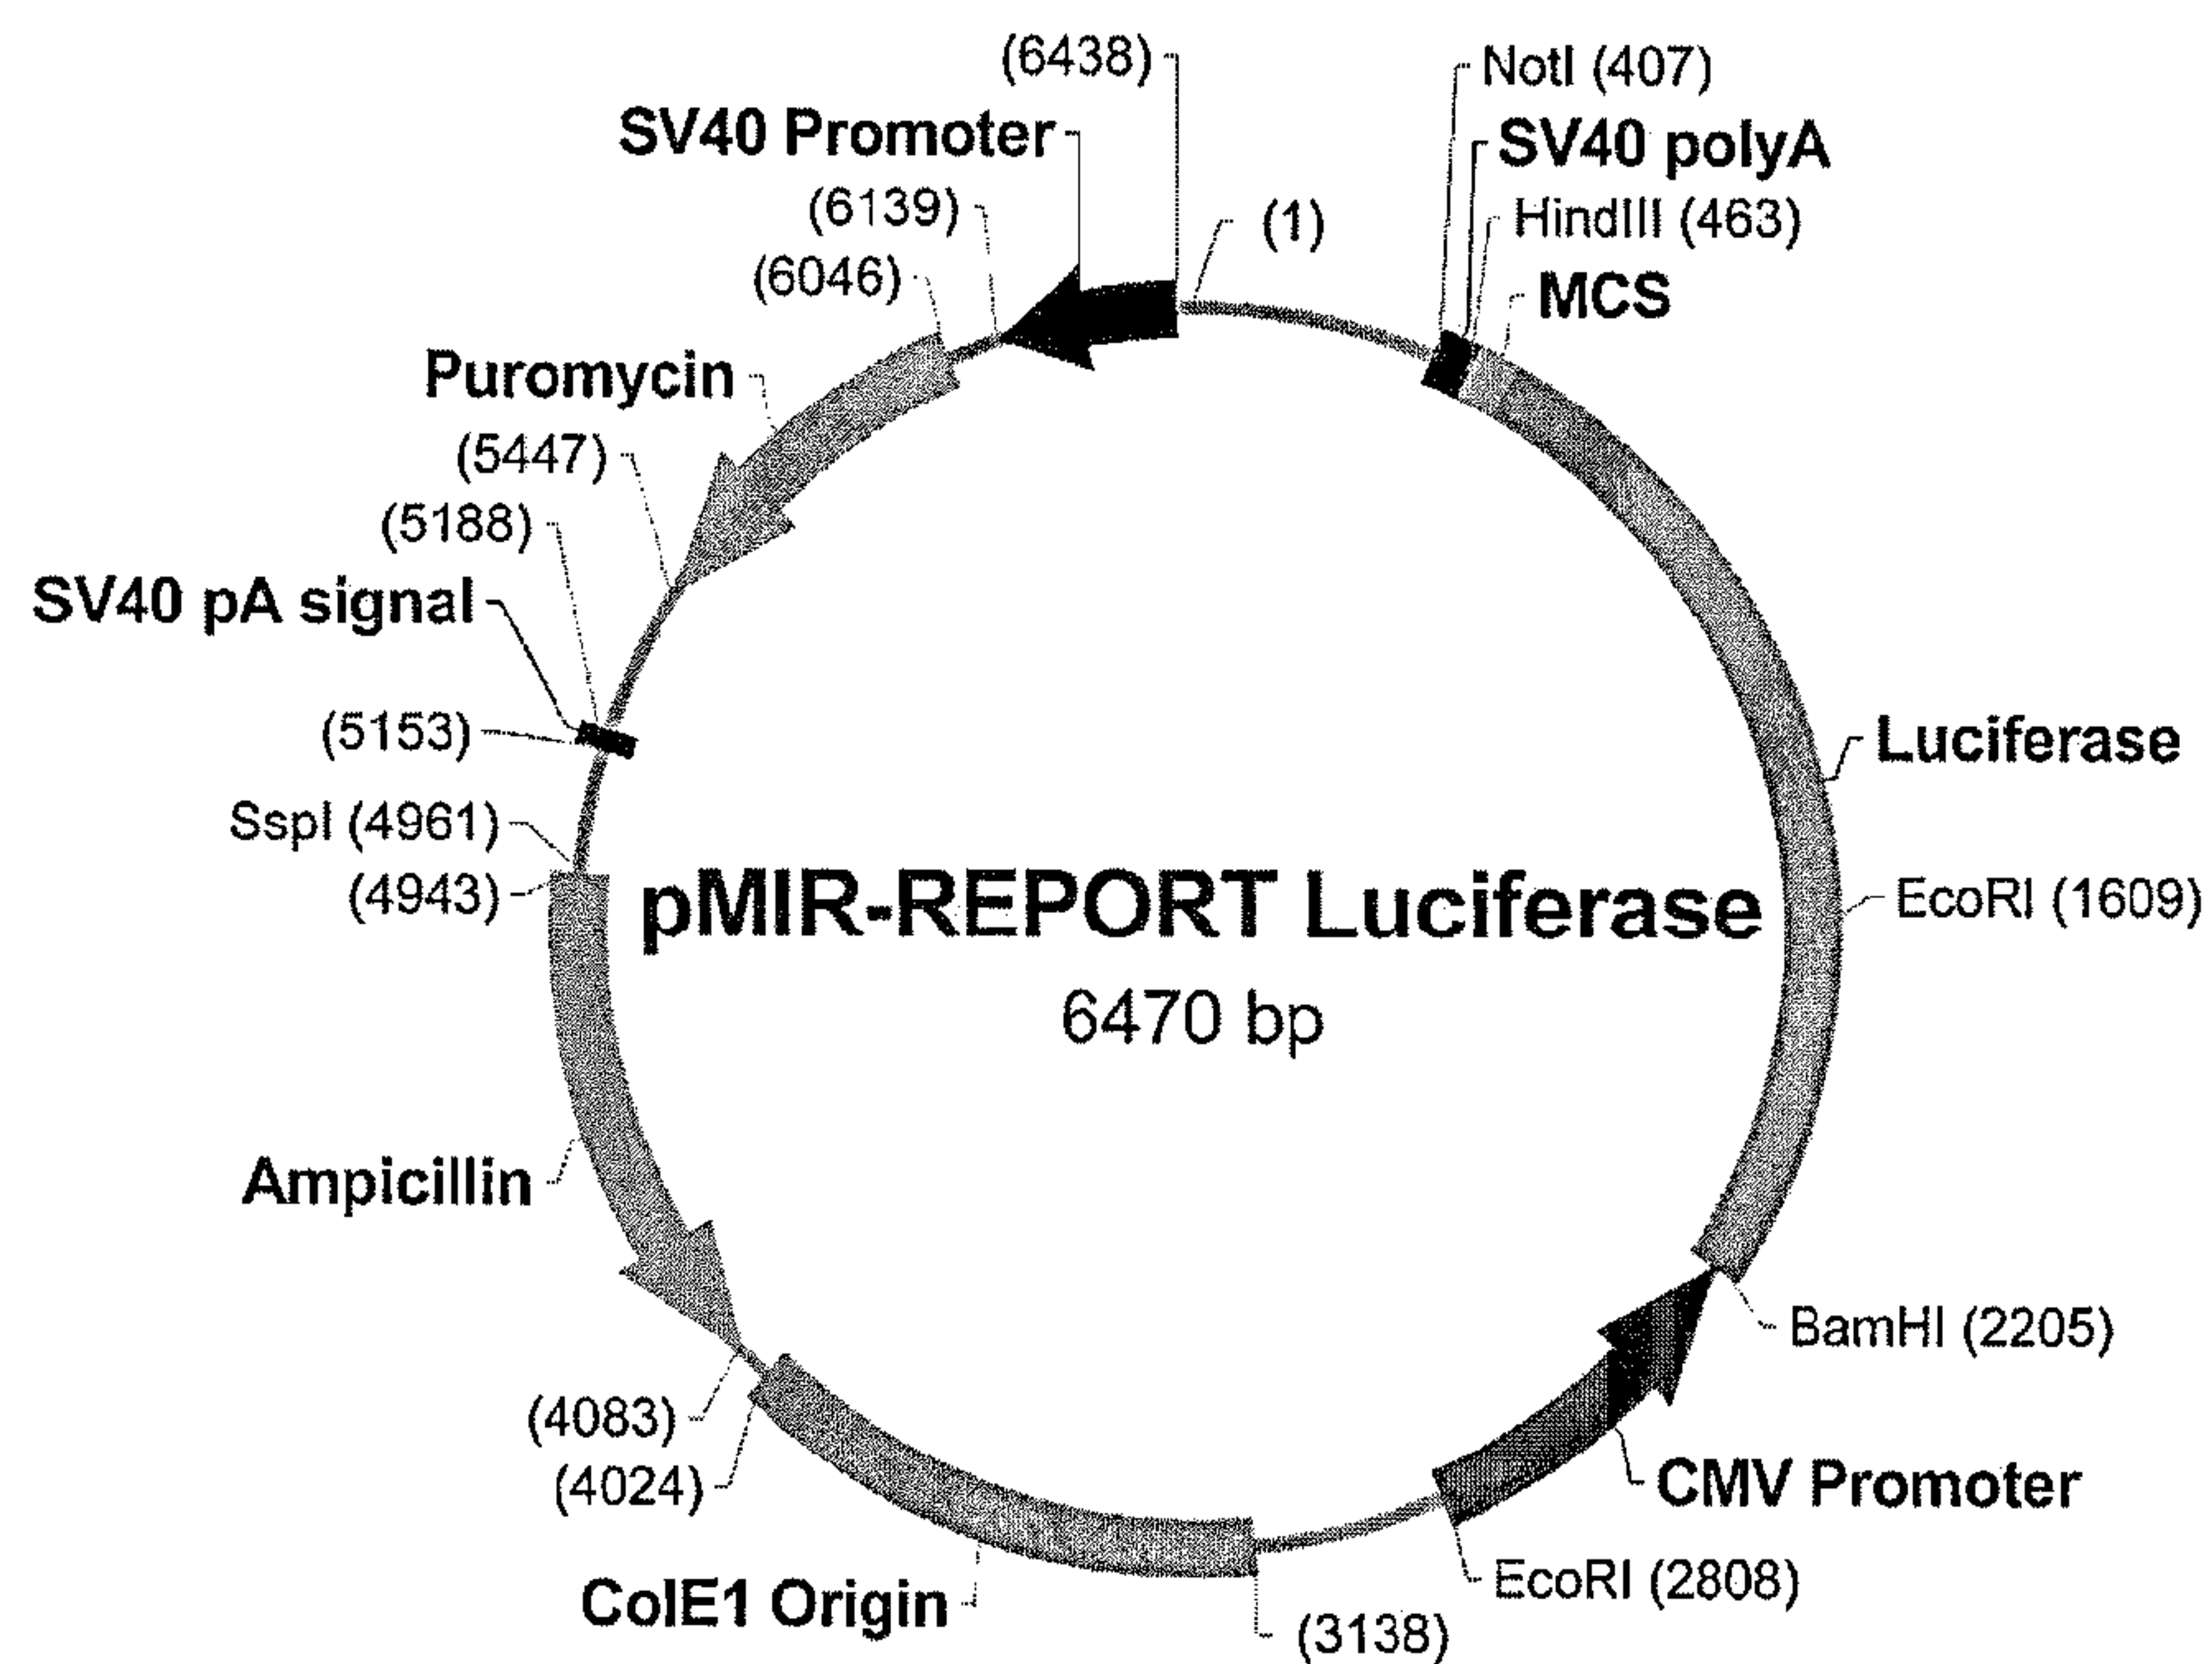 (6438)
NotI (407)
SV40 Promoter
SV40 polyA
(6139)
(1)
HindIII (463)
(6046)
MCS
Puromycin
(5447)
(5188)
SV40 pA signal
(5153)
Luciferase
SspI (4961)
(4943)
pMIR-REPORT Luciferase
EcoRI (1609)
6470 bp
Ampicillin
BamHI (2205)
(4083)
(4024)
CMV Promoter
EcoRI (2808)
ColE1 Origin
(3138)